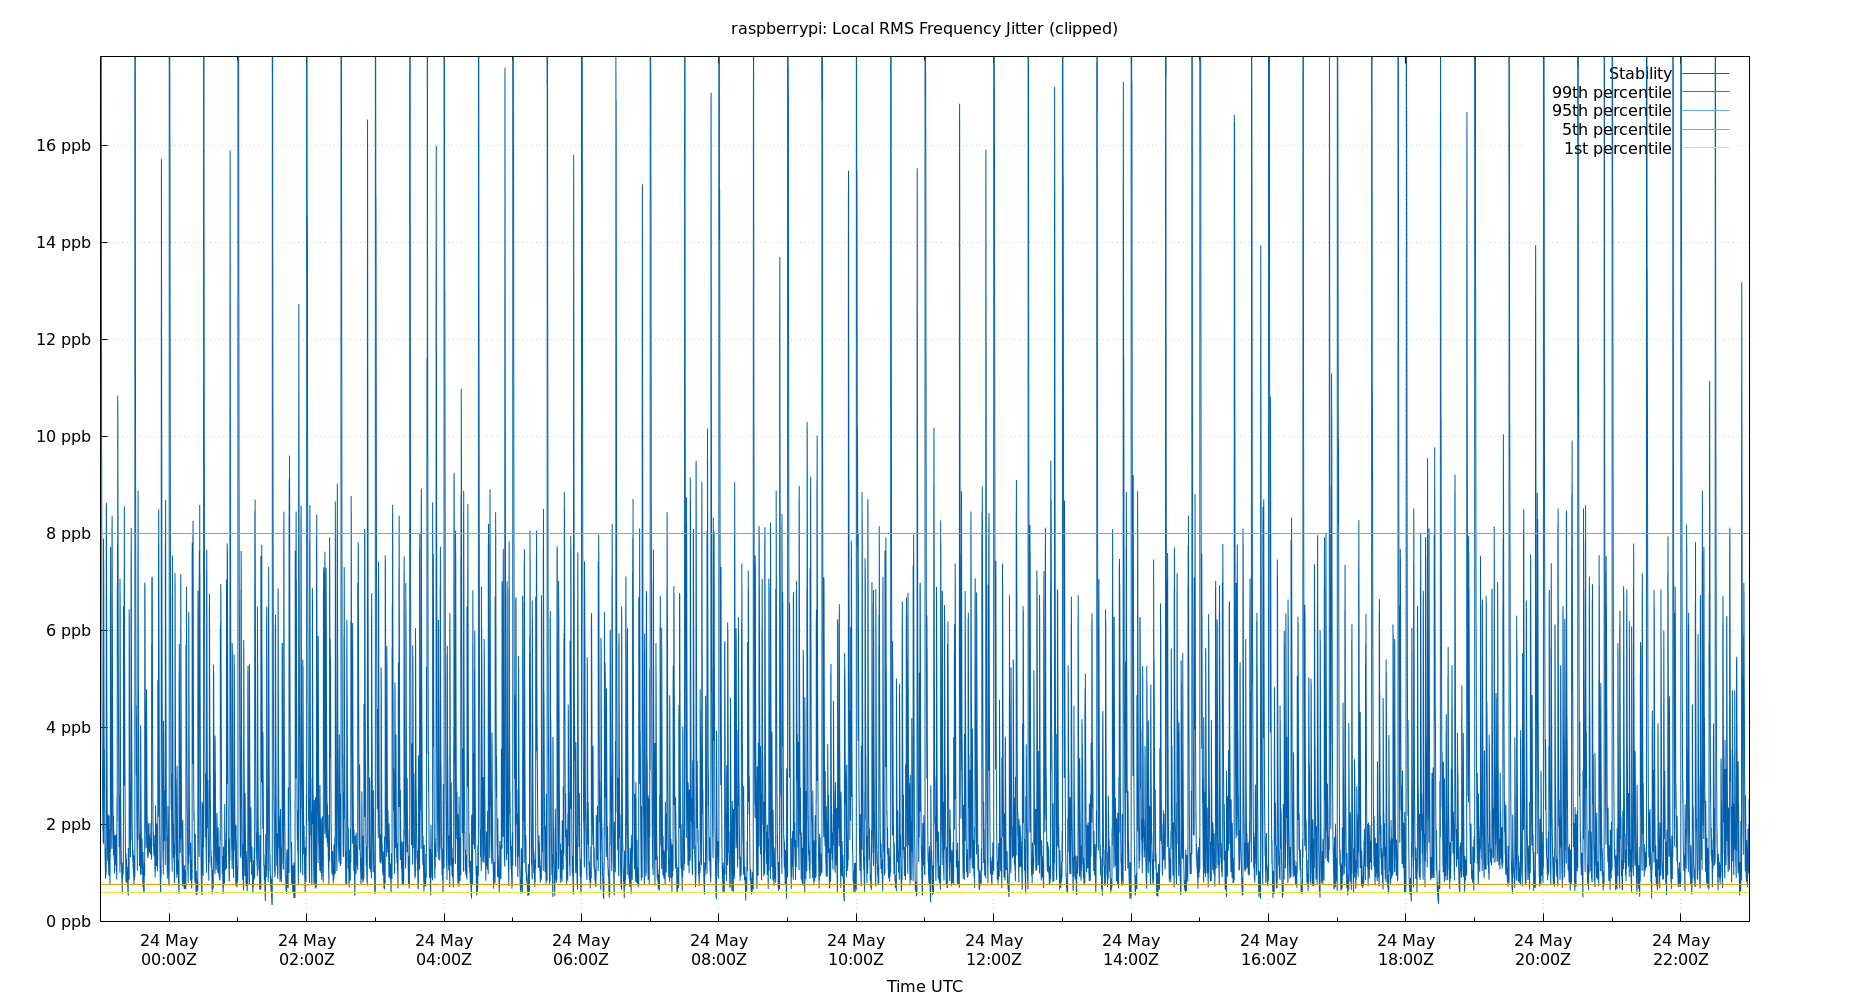 raspberrypi: Local RMS Frequency Jitter (clipped)
Stability
99th percentile
95th percentile
5th percentile
1st percentile
16 ppb
14 ppb
12 ppb
10 ppb
8 ppb
6 ppb
4 ppb
2 ppb
0 ppb
24 May 24 May 24 May 24 May 24 May 24 May 24 May 24 May 24 May 24 May 24 May 24 May
00:00Z 02:00Z 04:00Z 06:00Z 08:00Z 10:00Z 12:00Z 14:00Z 16:00Z 18:00Z 20:00Z 22:00Z
Time UTC